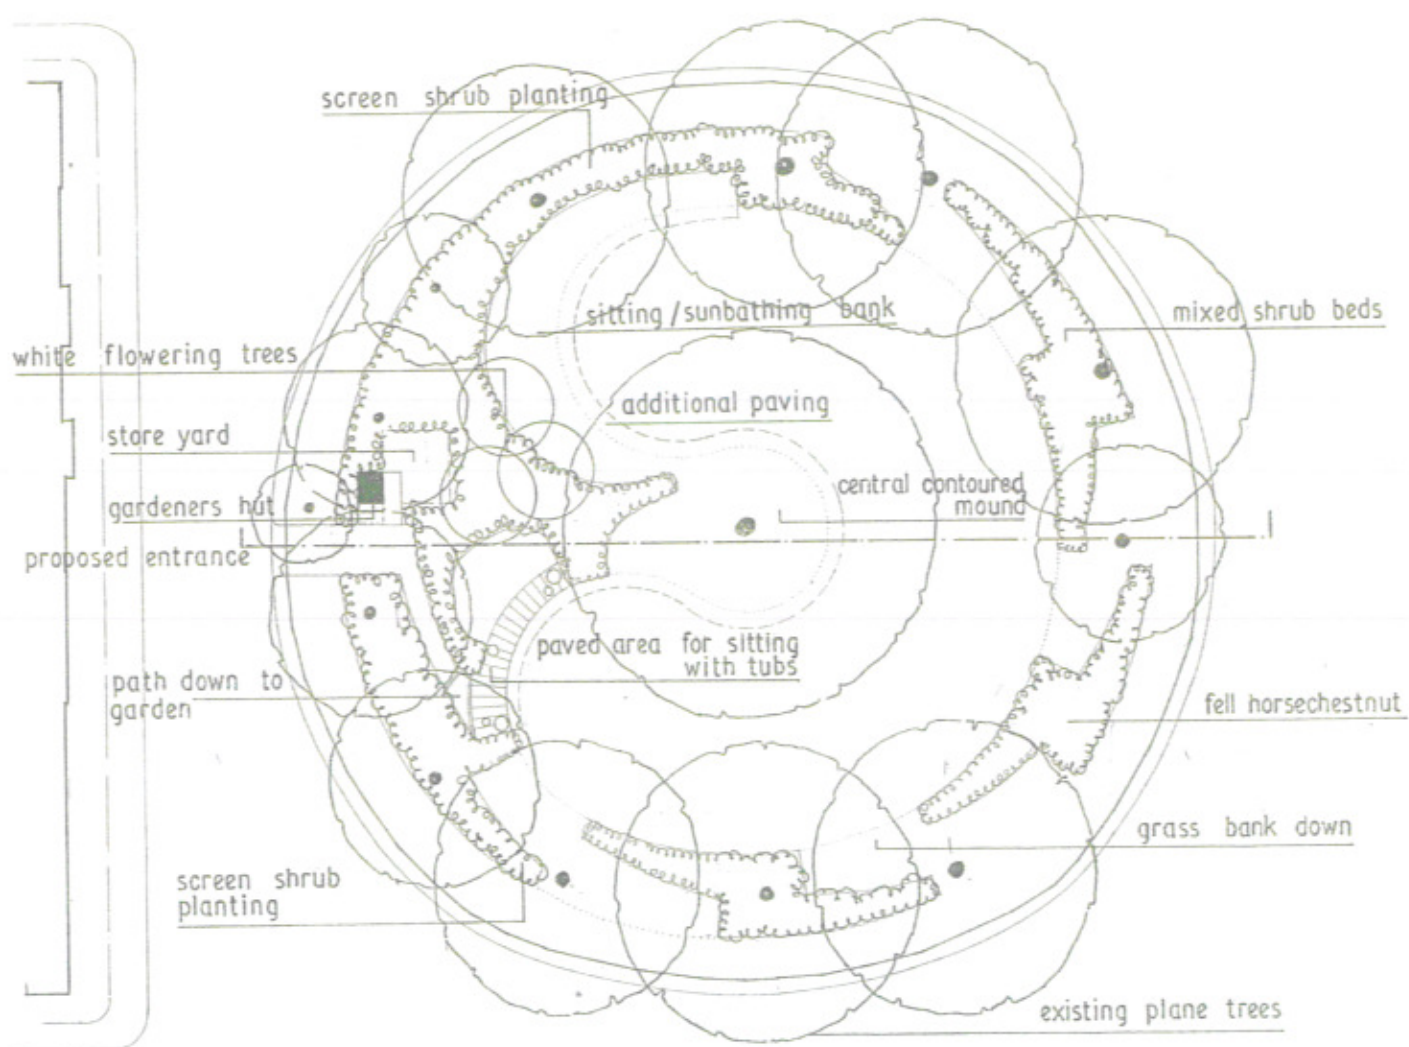 screen shrub planting
sitting/sunbathing bank
mixed shrub beds
white flowering trees
additional paving
store yard
central contoured
mound
gardeners hut
proposed entrance
paved area for sitting
with tubs
path down to
garden
fell horsechestnut
grass bank down
screen shrub
planting
existing plane trees